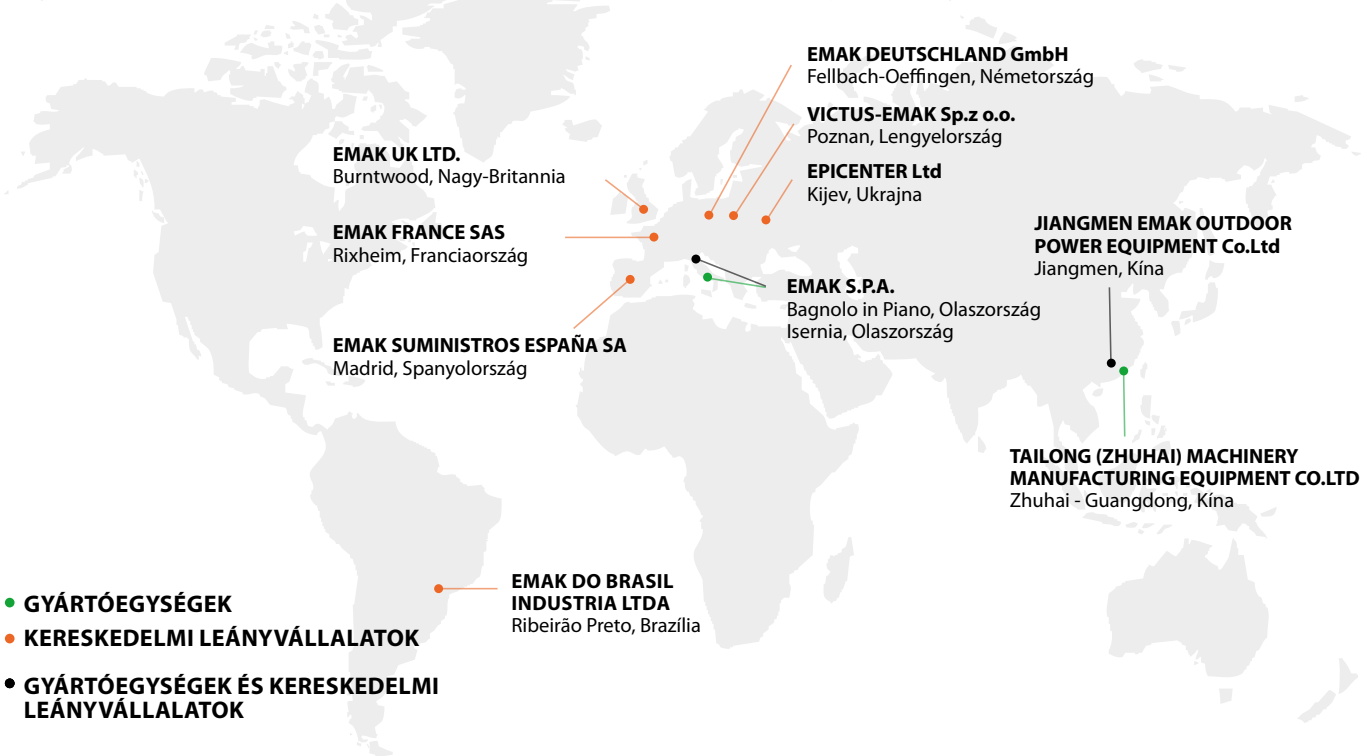 EMAK DEUTSCHLAND GmbH
Fellbach-Oeffingen, Németország
VICTUS-EMAK Sp.z o.o.
Poznan, Lengyelország
EPICENTER Ltd
Kijev, Ukrajna
EMAK UK LTD.
Burntwood, Nagy-Britannia
EMAK FRANCE SAS
Rixheim, Franciaország
EMAK SUMINISTROS ESPAÑA SA
Madrid, Spanyolország
EMAK S.P.A.
Bagnolo in Piano, Olaszország
Isernia, Olaszország
JIANGMEN EMAK OUTDOOR
POWER EQUIPMENT Co.Ltd
Jiangmen, Kína
TAILONG (ZHUHAI) MACHINERY
MANUFACTURING EQUIPMENT CO.LTD
Zhuhai - Guangdong, Kína
EMAK DO BRASIL
INDUSTRIA LTDA
Ribeirão Preto, Brazília
GYÁRTÓEGYSÉGEK
KERESKEDELMI LEÁNYVÁLLALATOK
GYÁRTÓEGYSÉGEK ÉS KERESKEDELMI
LEÁNYVÁLLALATOK